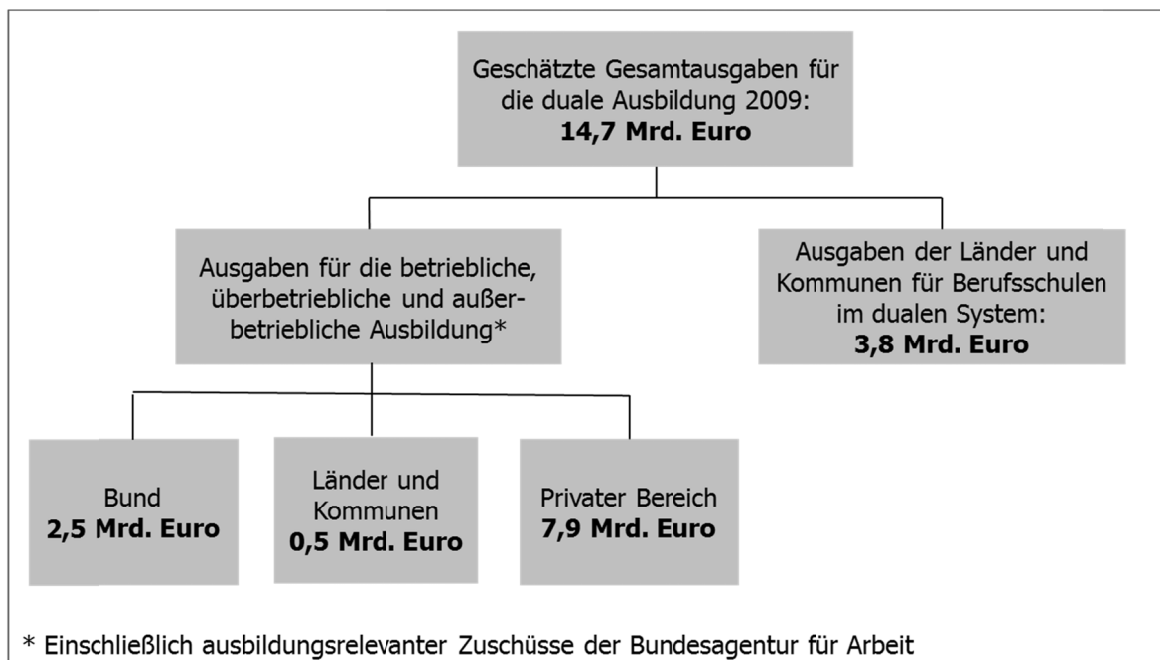 Geschätzte Gesamtausgaben für
die duale Ausbildung 2009:
14,7 Mrd. Euro
Ausgaben für die betriebliche,
überbetriebliche und außer-
betriebliche Ausbildung*
Ausgaben der Länder und
Kommunen für Berufsschulen
im dualen System:
3,8 Mrd. Euro
Bund
2,5 Mrd. Euro
Länder und
Kommunen
0,5 Mrd. Euro
Privater Bereich
7,9 Mrd. Euro
* Einschließlich ausbildungsrelevanter Zuschüsse der Bundesagentur für Arbeit